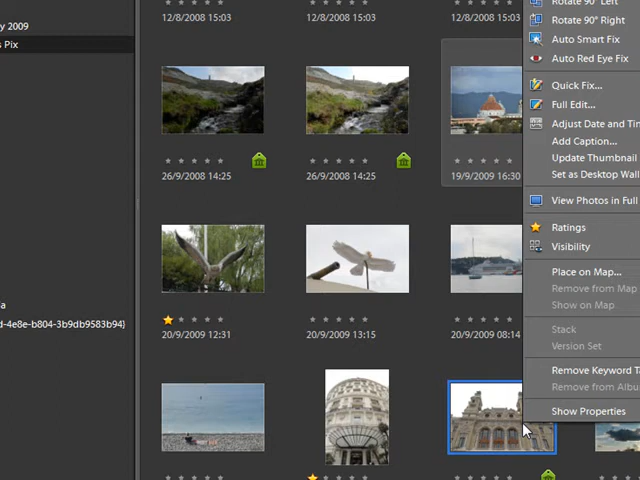 12/8/2008 15:03
12/8/2008 15:03
12/8/2008 15:03
y 2009
s Pix
26/8/2008 14:25
26/8/2008 14:25
19/9/2009 16:30
a
d-4e8e-b804-3b9db9583b94}
20/9/2009 12:31
20/9/2009 13:15
20/9/2009 08:14
Rotate 90° Left
Rotate 90° Right
Auto Smart Fix
Auto Red Eye Fix
Quick Fix...
Full Edit...
Adjust Date and Tim
Add Caption...
Update Thumbnail
Set as Desktop Wall
View Photos in Full
Ratings
Visibility
Place on Map...
Remove from Map
Show on Map
Stack
Version Set
Remove Keyword Ta
Remove from Albu
Show Properties